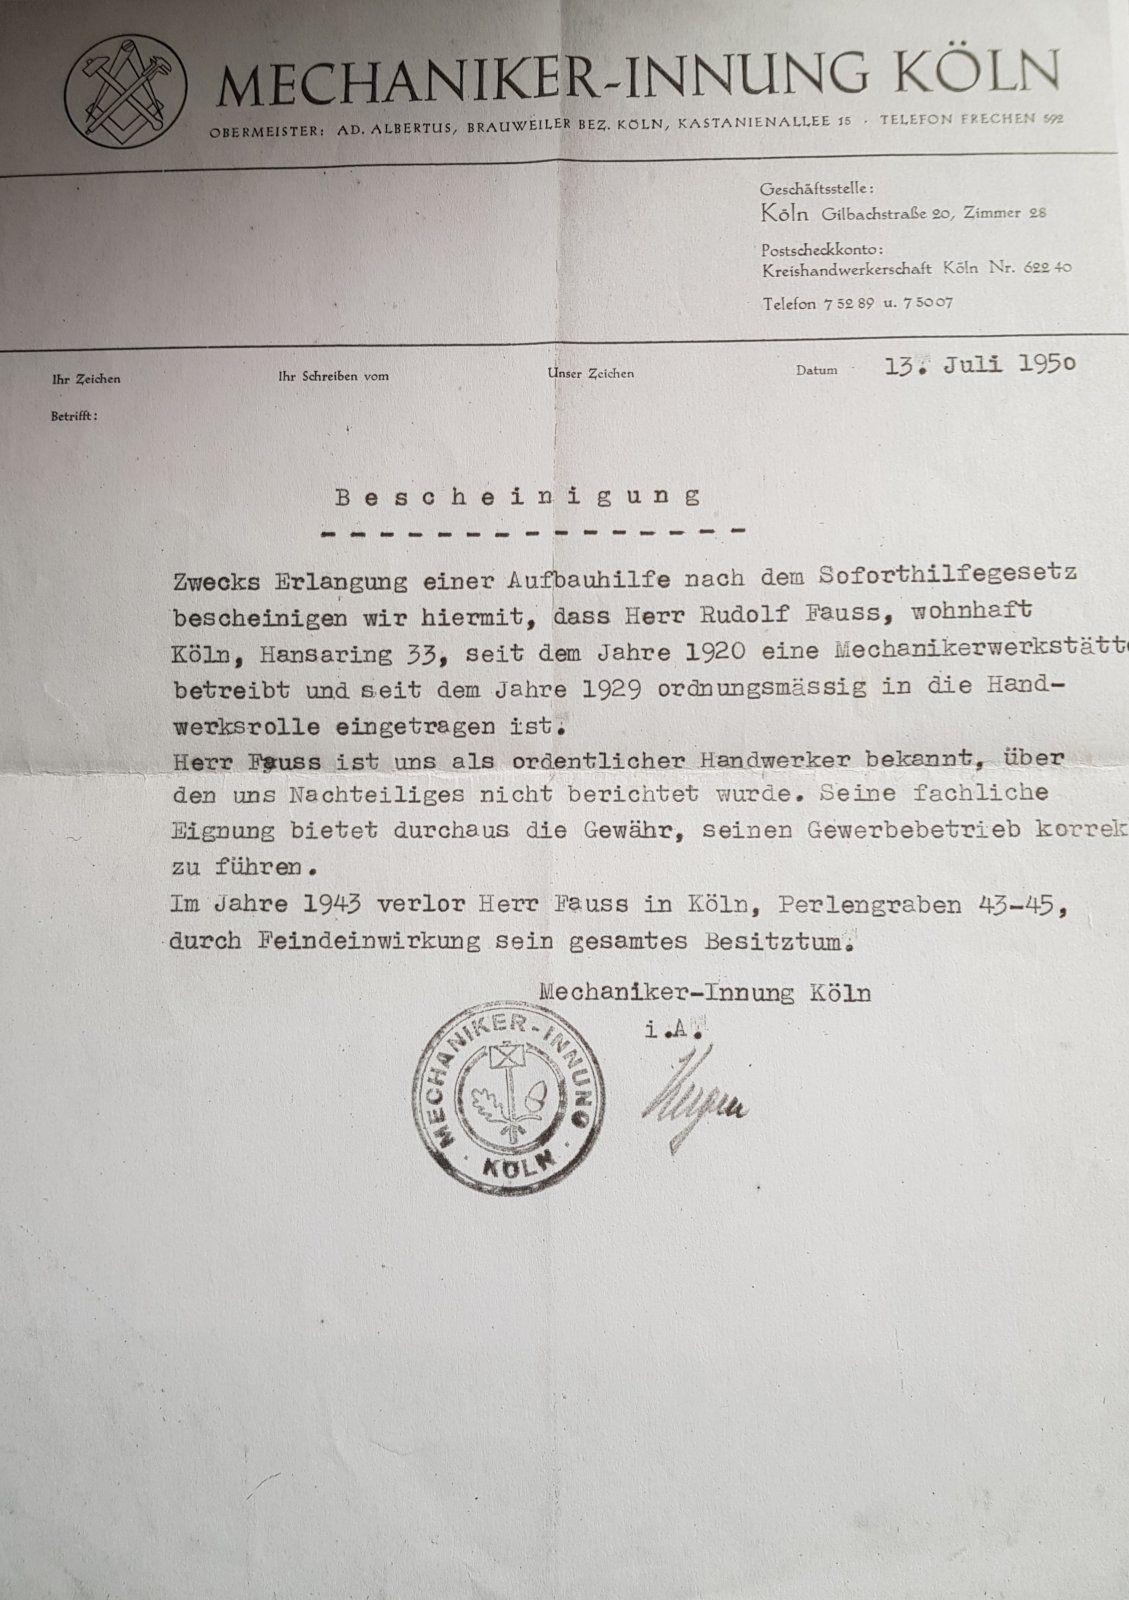 MECHANIKER-INNUNG KÖLN
OBERMEISTER: AD. ALBERTUS, BRAUWEILER BEZ. KÖLN, KASTANIENALLEE 15 · TELEFON FRECHEN 592
Geschäftsstelle:
Köln Gilbachstraße 20, Zimmer 28
Postscheckkonto:
Kreishandwerkerschaft Köln Nr. 622 40
Telefon 7 52 89 u. 7 50 07
Ihr Zeichen Ihr Schreiben vom Unser Zeichen Datum 13. Juli 1950
Betrifft:
Bescheinigung
Zwecks Erlangung einer Aufbauhilfe nach dem Soforthilfegesetz
bescheinigen wir hiermit, dass Herr Rudolf Fauss, wohnhaft
Köln, Hansaring 33, seit dem Jahre 1920 eine Mechanikerwerkstätte
betreibt und seit dem Jahre 1929 ordnungsmässig in die Hand-
werksrolle eingetragen ist.
Herr Fauss ist uns als ordentlicher Handwerker bekannt, über
den uns Nachteiliges nicht berichtet wurde. Seine fachliche
Eignung bietet durchaus die Gewähr, seinen Gewerbebetrieb korrek
zu führen.
Im Jahre 1943 verlor Herr Fauss in Köln, Perlengraben 43-45,
durch Feindeinwirkung sein gesamtes Besitztum.
Mechaniker-Innung Köln
i.A.
MECHANIKER-INNUNG
· KÖLN ·